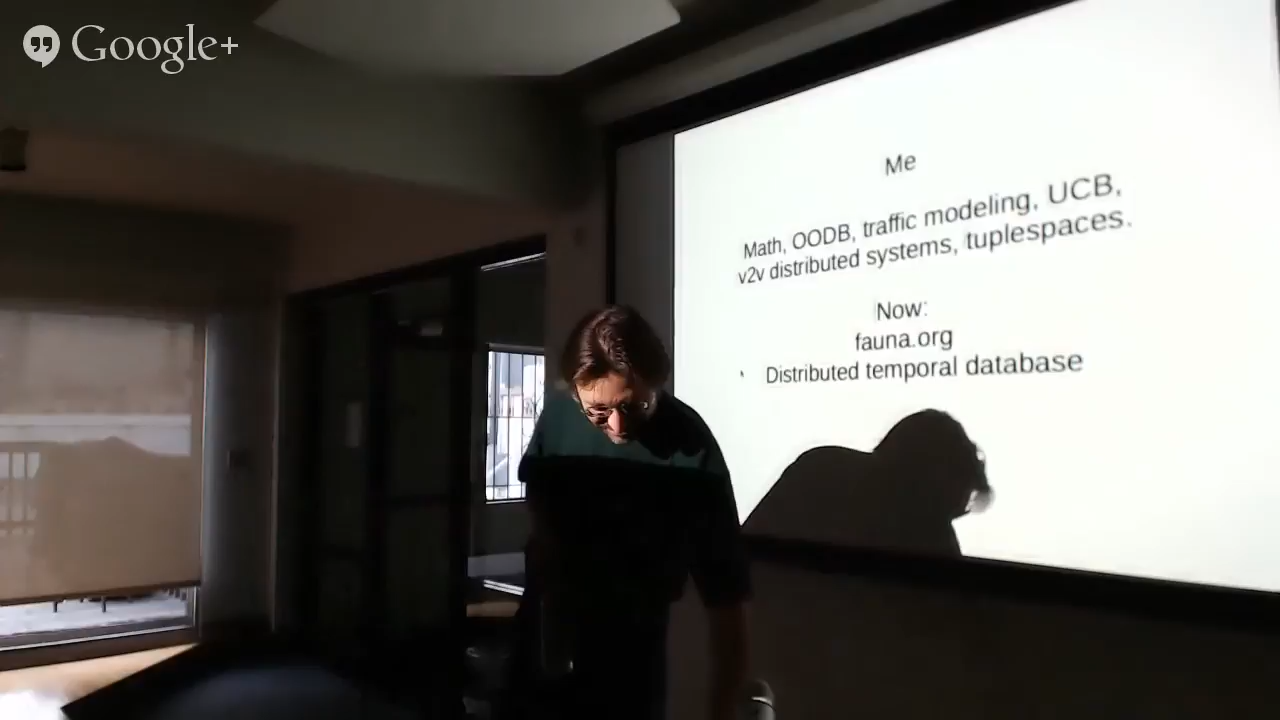 Google+
Me
Math, OODB, traffic modeling, UCB,
v2v distributed systems, tuplespaces.
Now:
fauna.org
Distributed temporal database